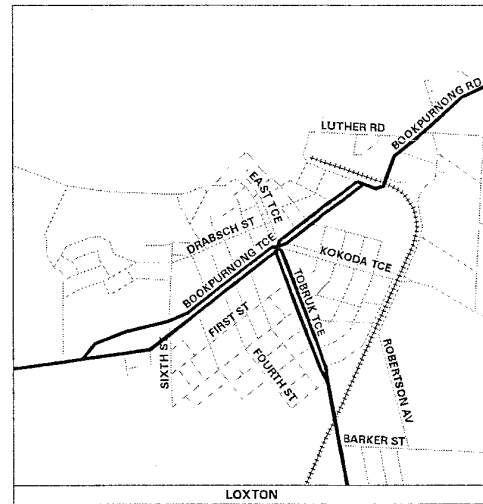 BOOKPURNONG RD
LUTHER RD
EAST TCE
DRABSCH ST
BOOKPURNONG TCE
KOKODA TCE
TOBRUK TCE
FIRST ST
SIXTH ST
FOURTH ST
ROBERTSON AV
BARKER ST
LOXTON